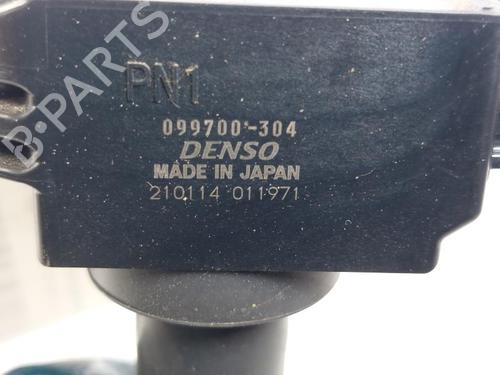 B-PARTS
PN1
099700-304
DENSO
MADE IN JAPAN
210114 011971